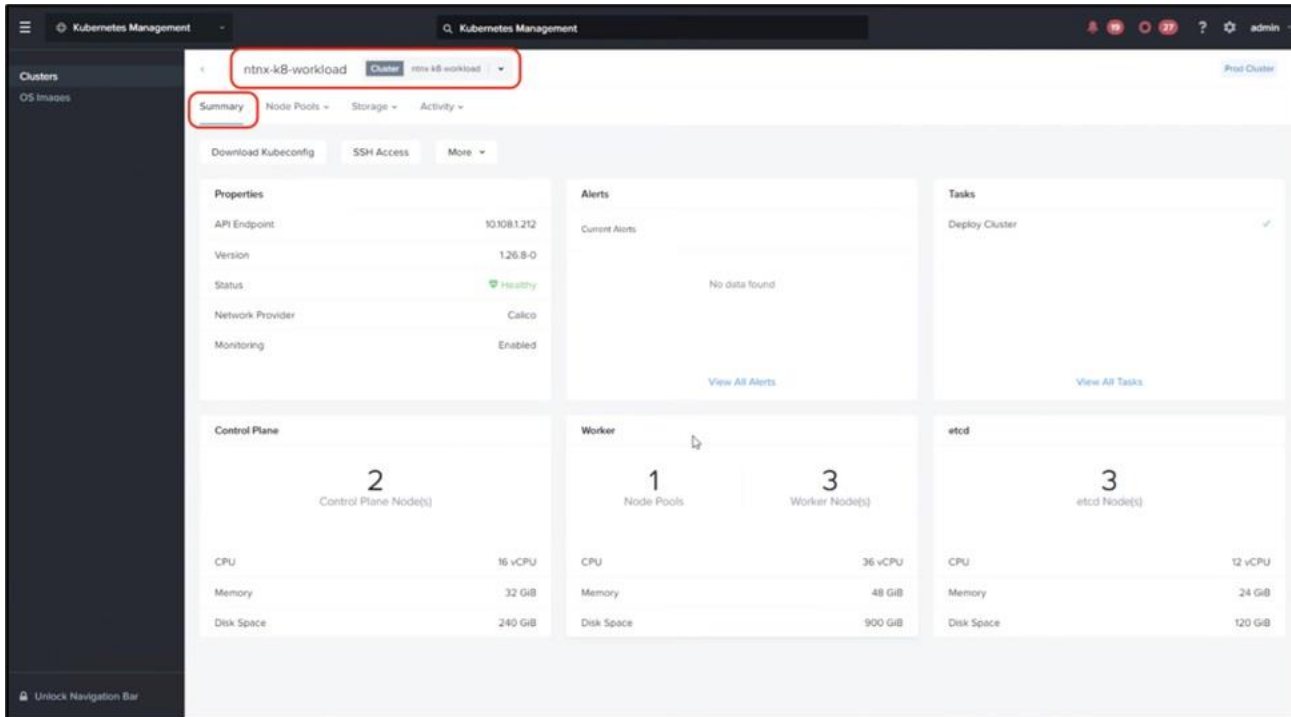 Kubernetes Management
Kubernetes Management
19
27
?
admin
Clusters
OS Images
ntnx-k8-workload Cluster ntnx-k8-workload
Prod Cluster
Summary Node Pools Storage Activity
Download Kubeconfig SSH Access More
Properties
API Endpoint 10.108.1.212
Version 1.26.8-0
Status Healthy
Network Provider Calico
Monitoring Enabled
Alerts
Current Alerts
No data found
View All Alerts
Tasks
Deploy Cluster
View All Tasks
Control Plane
2
Control Plane Node(s)
CPU 16 vCPU
Memory 32 GiB
Disk Space 240 GiB
Worker
1 3
Node Pools Worker Node(s)
CPU 36 vCPU
Memory 48 GiB
Disk Space 900 GiB
etcd
3
etcd Node(s)
CPU 12 vCPU
Memory 24 GiB
Disk Space 120 GiB
Unlock Navigation Bar